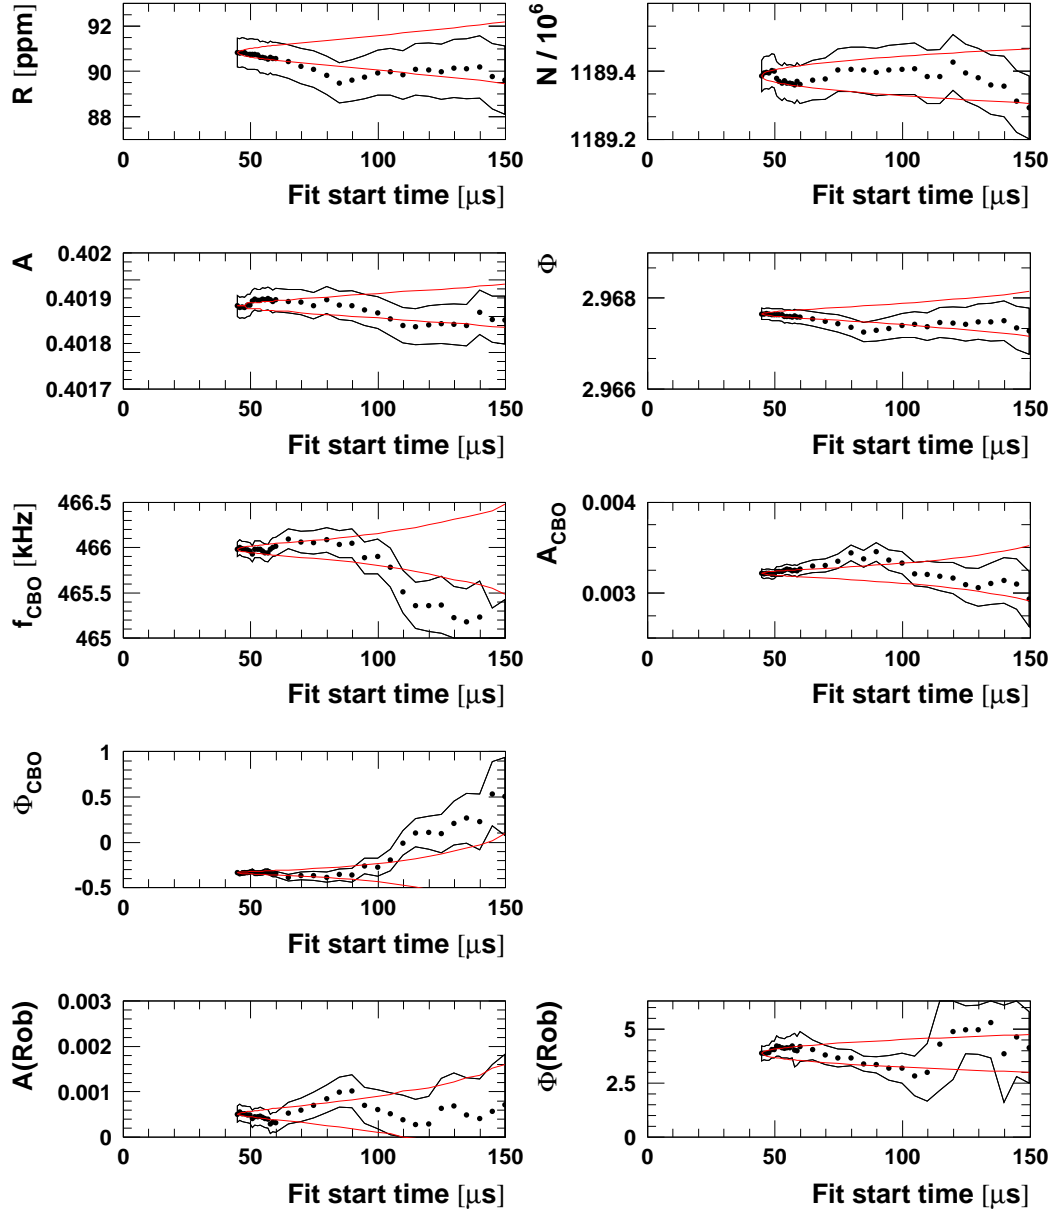 R [ppm]
92
90
88
0 50 100 150
Fit start time [μs]
N / 10^6
1189.4
1189.2
0 50 100 150
Fit start time [μs]
A
0.402
0.4019
0.4018
0.4017
0 50 100 150
Fit start time [μs]
Φ
2.968
2.966
0 50 100 150
Fit start time [μs]
f_CBO [kHz]
466.5
466
465.5
465
0 50 100 150
Fit start time [μs]
A_CBO
0.004
0.003
0 50 100 150
Fit start time [μs]
Φ_CBO
1
0.5
0
-0.5
0 50 100 150
Fit start time [μs]
A(Rob)
0.003
0.002
0.001
0
0 50 100 150
Fit start time [μs]
Φ(Rob)
5
2.5
0
0 50 100 150
Fit start time [μs]